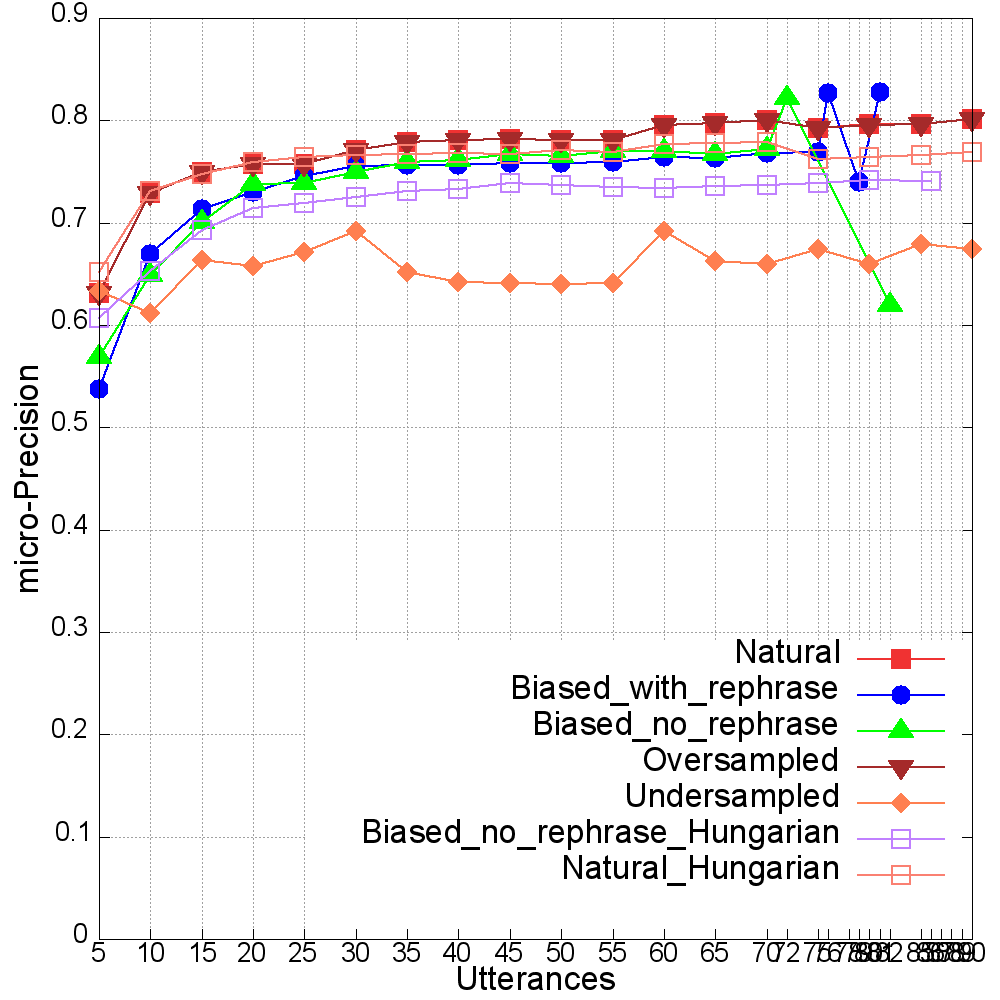 0.9
0.8
0.7
0.6
0.5
0.4
0.3
0.2
0.1
0
micro-Precision
Natural
Biased_with_rephrase
Biased_no_rephrase
Oversampled
Undersampled
Biased_no_rephrase_Hungarian
Natural_Hungarian
5 10 15 20 25 30 35 40 45 50 55 60 65 70 72
Utterances